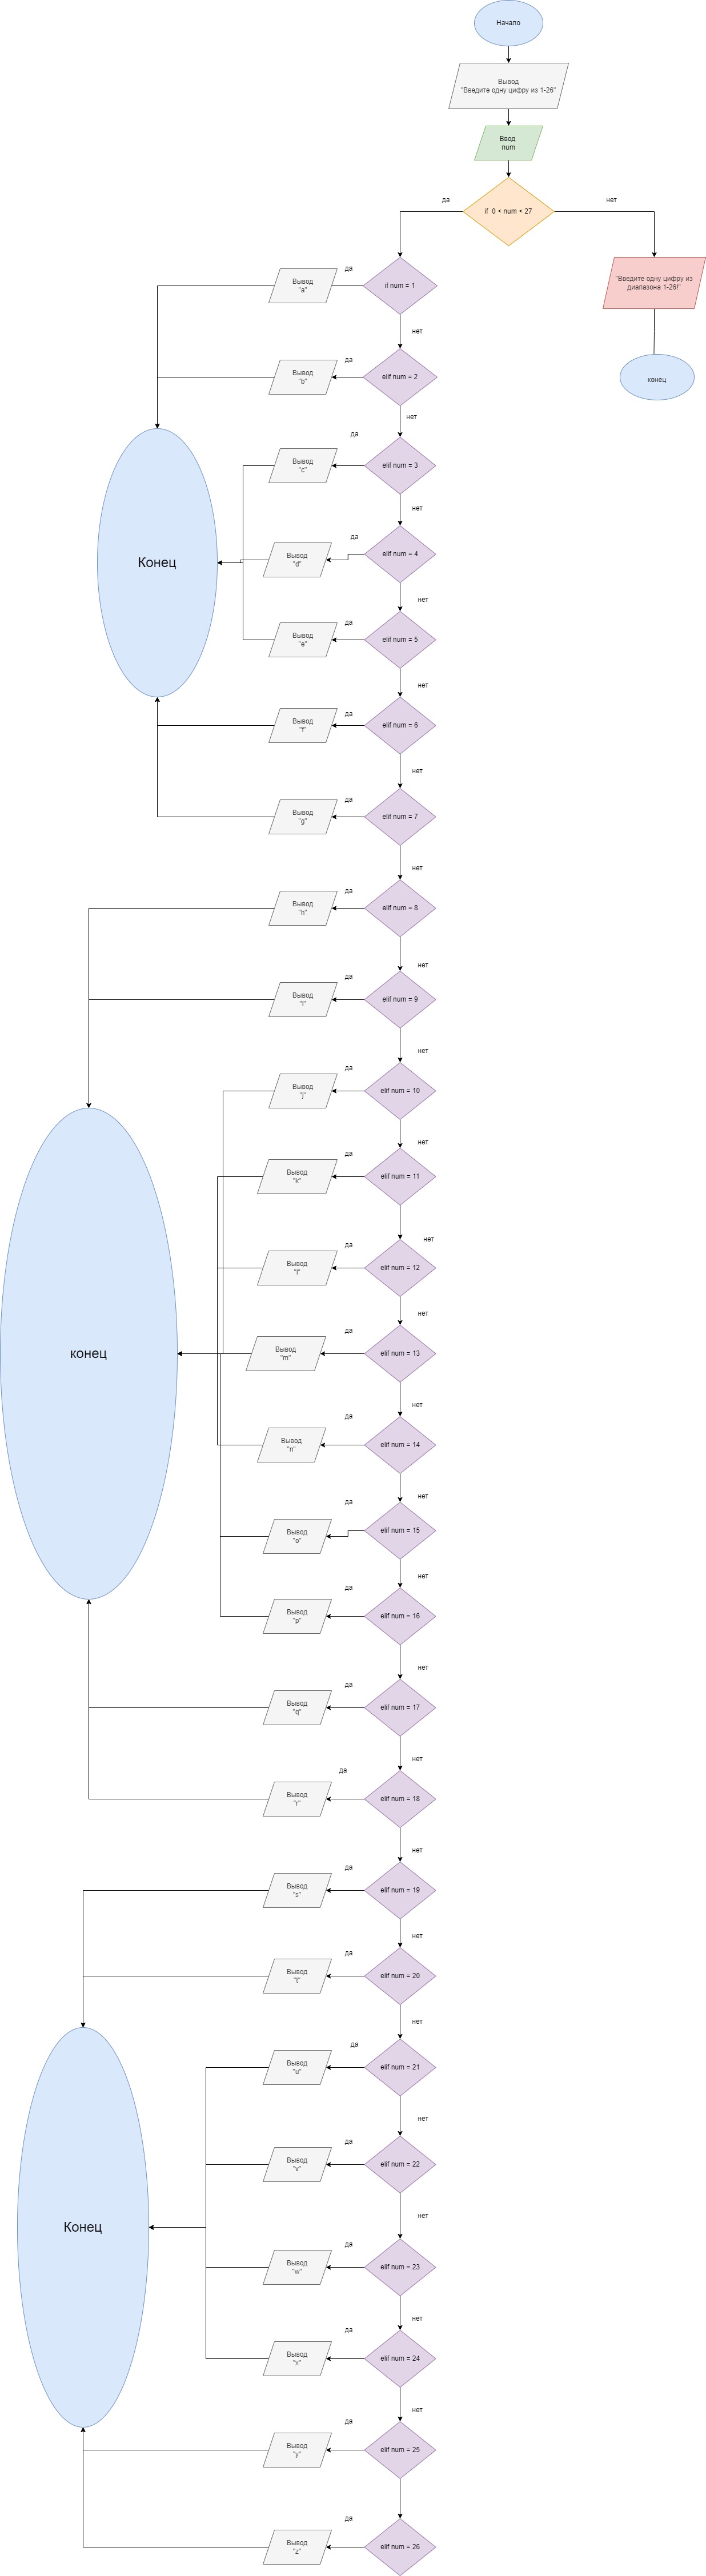 Начало
Вывод
"Введите одну цифру из 1-26"
Ввод
num
да
if 0 < num < 27
нет
"Введите одну цифру из
диапазона 1-26!"
конец
да
Вывод
"a"
if num = 1
нет
да
Вывод
"b"
elif num = 2
нет
да
Вывод
"c"
elif num = 3
нет
да
Вывод
"d"
elif num = 4
Конец
нет
да
Вывод
"e"
elif num = 5
нет
да
Вывод
"f"
elif num = 6
нет
да
Вывод
"g"
elif num = 7
нет
да
Вывод
"h"
elif num = 8
нет
да
Вывод
"i"
elif num = 9
нет
да
Вывод
"j"
elif num = 10
нет
да
Вывод
"k"
elif num = 11
нет
да
Вывод
"l"
elif num = 12
нет
да
Вывод
"m"
elif num = 13
конец
нет
да
Вывод
"n"
elif num = 14
нет
да
Вывод
"o"
elif num = 15
нет
да
Вывод
"p"
elif num = 16
нет
да
Вывод
"q"
elif num = 17
нет
да
Вывод
"r"
elif num = 18
нет
да
Вывод
"s"
elif num = 19
нет
да
Вывод
"t"
elif num = 20
нет
да
Вывод
"u"
elif num = 21
нет
да
Вывод
"v"
elif num = 22
нет
Конец
да
Вывод
"w"
elif num = 23
нет
да
Вывод
"x"
elif num = 24
нет
да
Вывод
"y"
elif num = 25
да
Вывод
"z"
elif num = 26